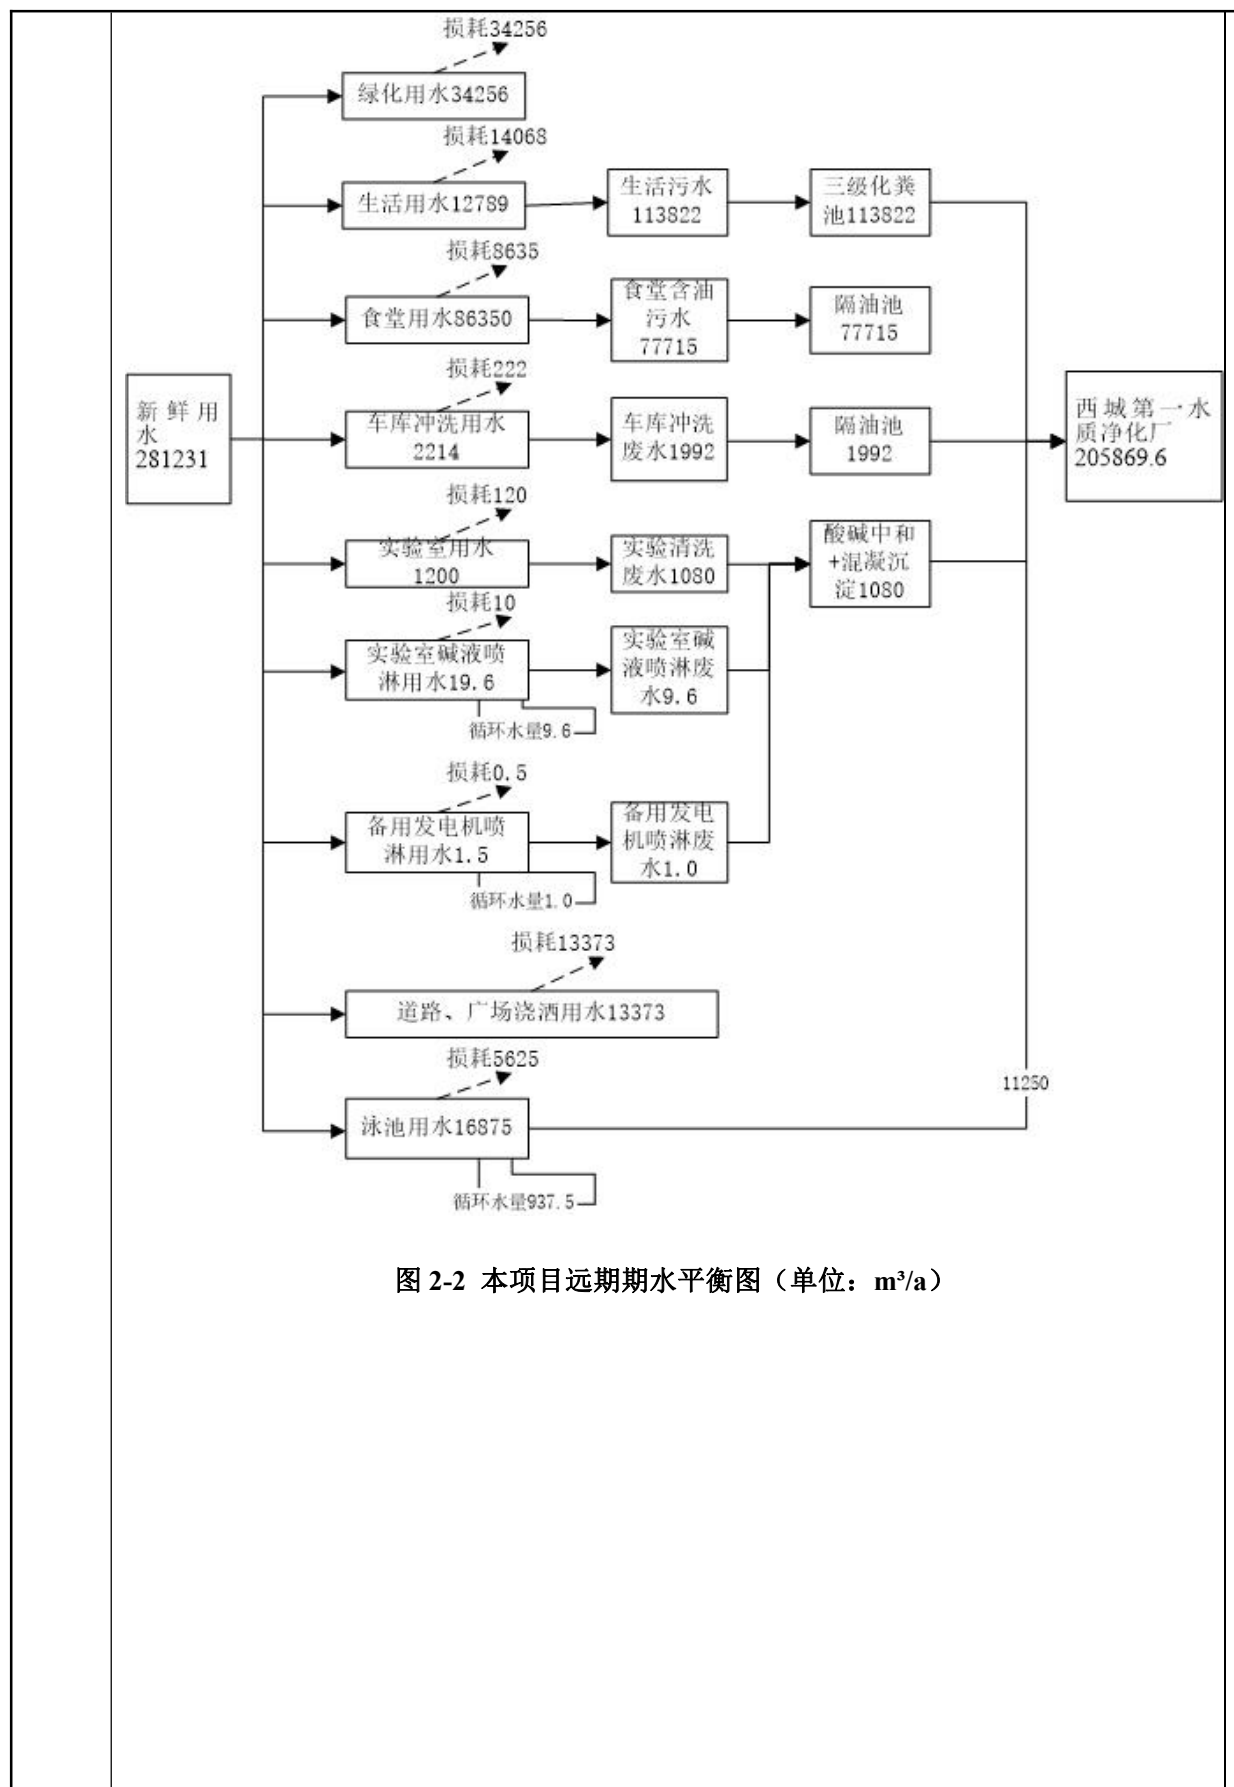 损耗34256
绿化用水34256
损耗14068
生活用水12789
生活污水
113822
三级化粪
池113822
损耗8635
食堂用水86350
食堂含油
污水
77715
隔油池
77715
新鲜用
水
281231
损耗222
车库冲洗用水
2214
车库冲洗
废水1992
隔油池
1992
西城第一水
质净化厂
205869.6
损耗120
实验室用水
1200
实验清洗
废水1080
酸碱中和
+混凝沉
淀1080
损耗10
实验室碱液喷
淋用水19.6
实验室碱
液喷淋废
水9.6
循环水量9.6
损耗0.5
备用发电机喷
淋用水1.5
备用发电
机喷淋废
水1.0
循环水量1.0
损耗13373
道路、广场浇洒用水13373
损耗5625
泳池用水16875
11250
循环水量937.5
图 2-2 本项目远期期水平衡图（单位：m³/a）